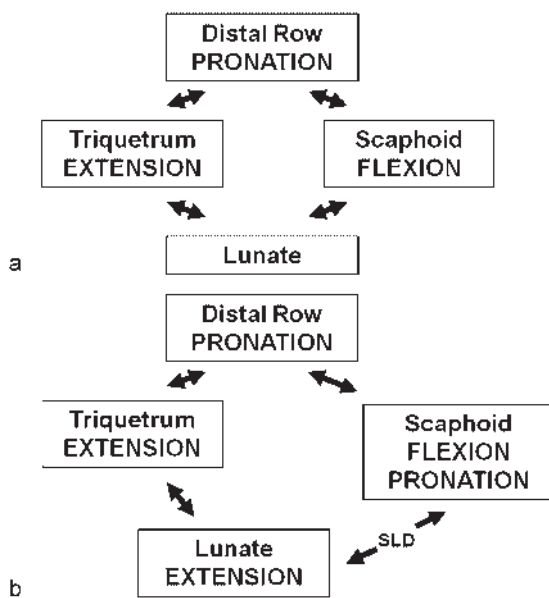 Distal Row
PRONATION
Triquetrum
EXTENSION
Scaphoid
FLEXION
Lunate
a
Distal Row
PRONATION
Triquetrum
EXTENSION
Scaphoid
FLEXION
PRONATION
SLD
Lunate
EXTENSION
b